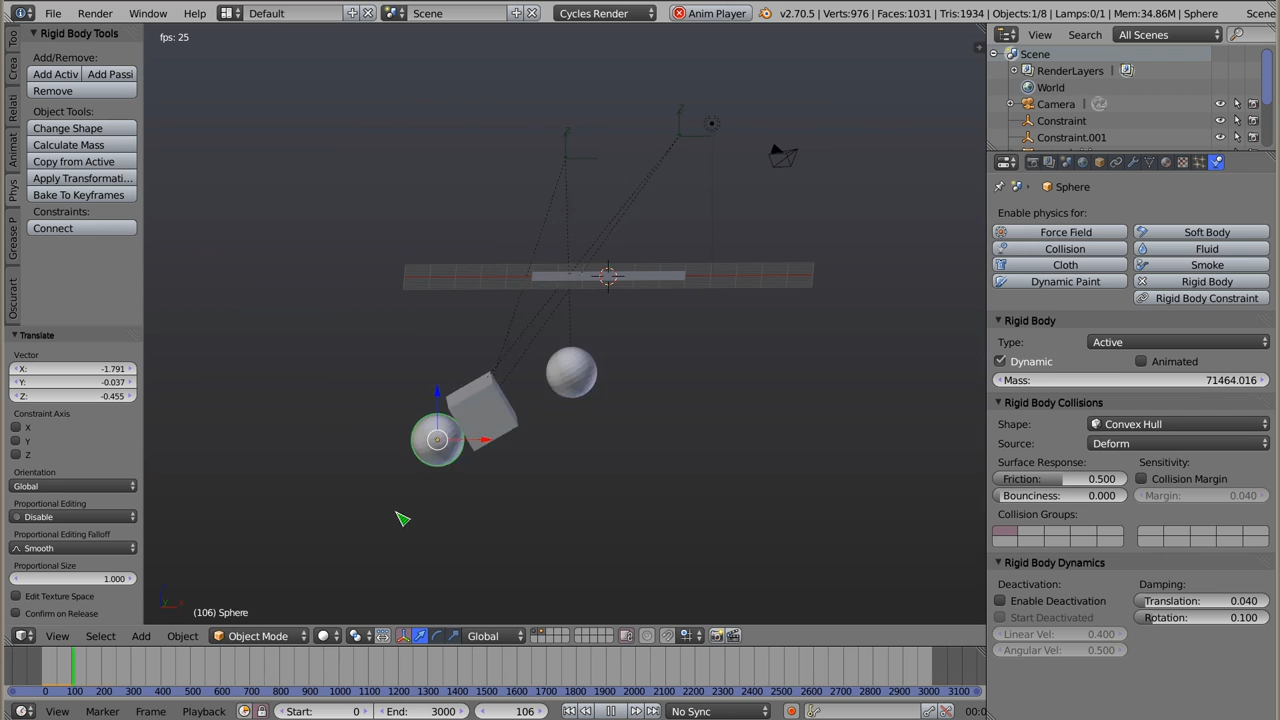 File Render Window Help Default Scene Cycles Render Anim Player v2.70.5 | Verts:976 | Faces:1031 | Tris:1934 | Objects:1/8 | Lamps:0/1 | Mem:34.86M | Sphere Scene
Rigid Body Tools
Add/Remove:
Add Activ Add Passi
Remove
Object Tools:
Change Shape
Calculate Mass
Copy from Active
Apply Transformati...
Bake To Keyframes
Constraints:
Connect
Too
Crea
Relati
Animat
Phys
Grease P
Oscurart
Translate
Vector
X: -1.791
Y: -0.037
Z: -0.455
Constraint Axis
X
Y
Z
Orientation
Global
Proportional Editing
Disable
Proportional Editing Falloff
Smooth
Proportional Size
1.000
Edit Texture Space
Confirm on Release
fps: 25
Z
Z
(106) Sphere
View Select Add Object Object Mode Global
0 100 200 300 400 500 600 700 800 900 1000 1100 1200 1300 1400 1500 1600 1700 1800 1900 2000 2100 2200 2300 2400 2500 2600 2700 2800 2900 3000 3100
View Marker Frame Playback Start: 0 End: 3000 106 No Sync 00:0
View Search All Scenes
Scene
RenderLayers
World
Camera
Constraint
Constraint.001
Sphere
Enable physics for:
Force Field Soft Body
Collision Fluid
Cloth Smoke
Dynamic Paint Rigid Body
Rigid Body Constraint
Rigid Body
Type: Active
Dynamic Animated
Mass: 71464.016
Rigid Body Collisions
Shape: Convex Hull
Source: Deform
Surface Response: Sensitivity:
Friction: 0.500 Collision Margin
Bounciness: 0.000 Margin: 0.040
Collision Groups:
Rigid Body Dynamics
Deactivation: Damping:
Enable Deactivation Translation: 0.040
Start Deactivated Rotation: 0.100
Linear Vel: 0.400
Angular Vel: 0.500